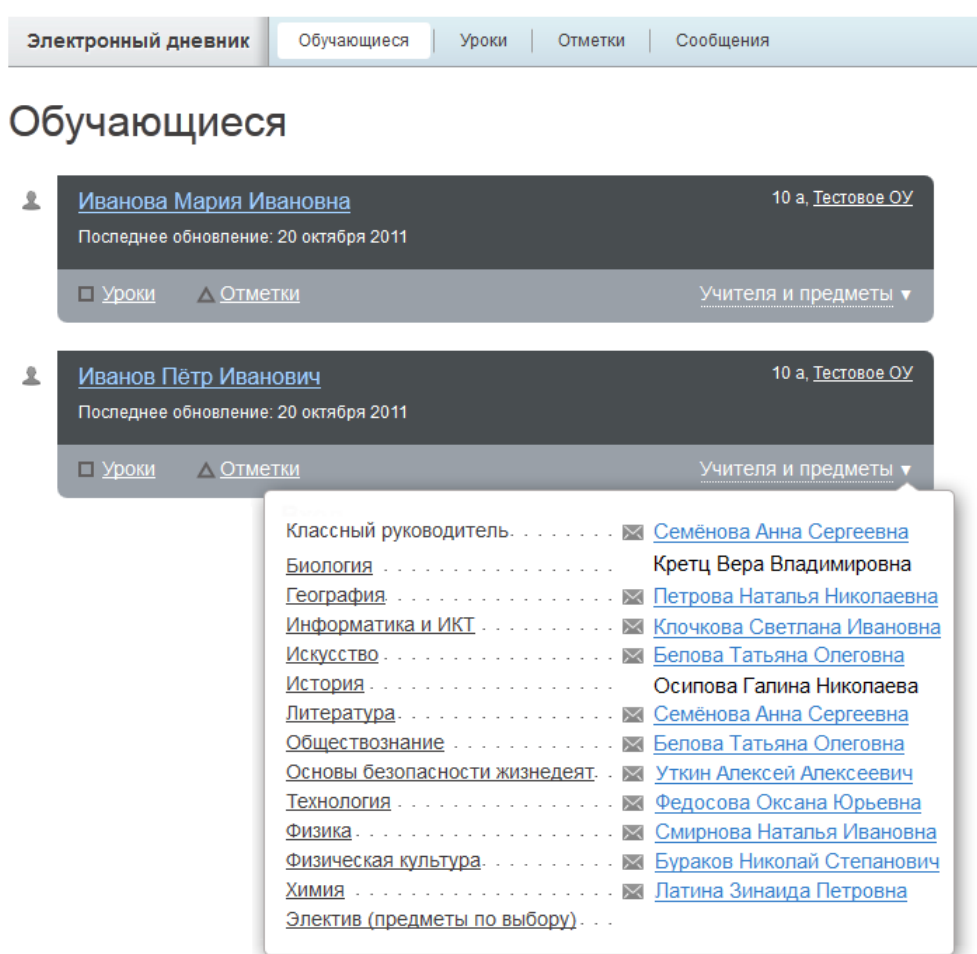 Электронный дневник Обучающиеся Уроки Отметки Сообщения
Обучающиеся
Иванова Мария Ивановна 10 а, Тестовое ОУ
Последнее обновление: 20 октября 2011
Уроки Отметки Учителя и предметы
Иванов Пётр Иванович 10 а, Тестовое ОУ
Последнее обновление: 20 октября 2011
Уроки Отметки Учителя и предметы
Классный руководитель. . . . . . . . Семёнова Анна Сергеевна
Биология . . . . . . . . . . . . . . . . . Кретц Вера Владимировна
География. . . . . . . . . . . . . . . . Петрова Наталья Николаевна
Информатика и ИКТ . . . . . . . . . . Клочкова Светлана Ивановна
Искусство . . . . . . . . . . . . . . . . . Белова Татьяна Олеговна
История . . . . . . . . . . . . . . . . . . Осипова Галина Николаева
Литература. . . . . . . . . . . . . . . . Семёнова Анна Сергеевна
Обществознание . . . . . . . . . . . . Белова Татьяна Олеговна
Основы безопасности жизнедеят. . Уткин Алексей Алексеевич
Технология . . . . . . . . . . . . . . . . Федосова Оксана Юрьевна
Физика. . . . . . . . . . . . . . . . . . . Смирнова Наталья Ивановна
Физическая культура. . . . . . . . . . Бураков Николай Степанович
Химия . . . . . . . . . . . . . . . . . . . Латина Зинаида Петровна
Электив (предметы по выбору) . . .